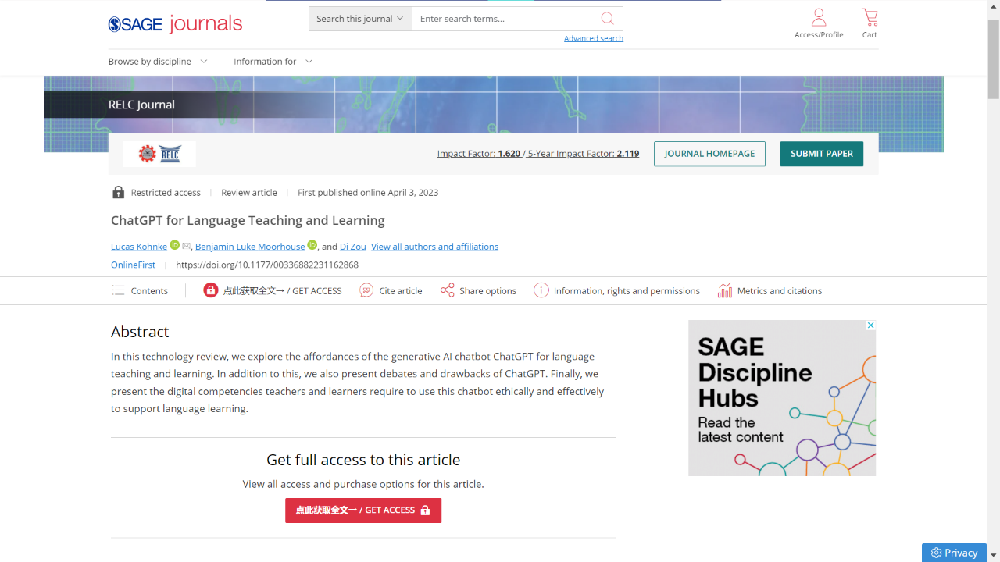 SAGE journals
Search this journal
Enter search terms...
Advanced search
Access/Profile
Cart
Browse by discipline
Information for
RELC Journal
RELC
Impact Factor: 1.620 / 5-Year Impact Factor: 2.119
JOURNAL HOMEPAGE
SUBMIT PAPER
Restricted access
Review article
First published online April 3, 2023
ChatGPT for Language Teaching and Learning
Lucas Kohnke iD, Benjamin Luke Moorhouse iD, and Di Zou View all authors and affiliations
OnlineFirst
https://doi.org/10.1177/00336882231162868
Contents
点此获取全文→ / GET ACCESS
Cite article
Share options
Information, rights and permissions
Metrics and citations
Abstract
In this technology review, we explore the affordances of the generative AI chatbot ChatGPT for language
teaching and learning. In addition to this, we also present debates and drawbacks of ChatGPT. Finally, we
present the digital competencies teachers and learners require to use this chatbot ethically and effectively
to support language learning.
SAGE
Discipline
Hubs
Read the
latest content
Get full access to this article
View all access and purchase options for this article.
点此获取全文→ / GET ACCESS
Privacy